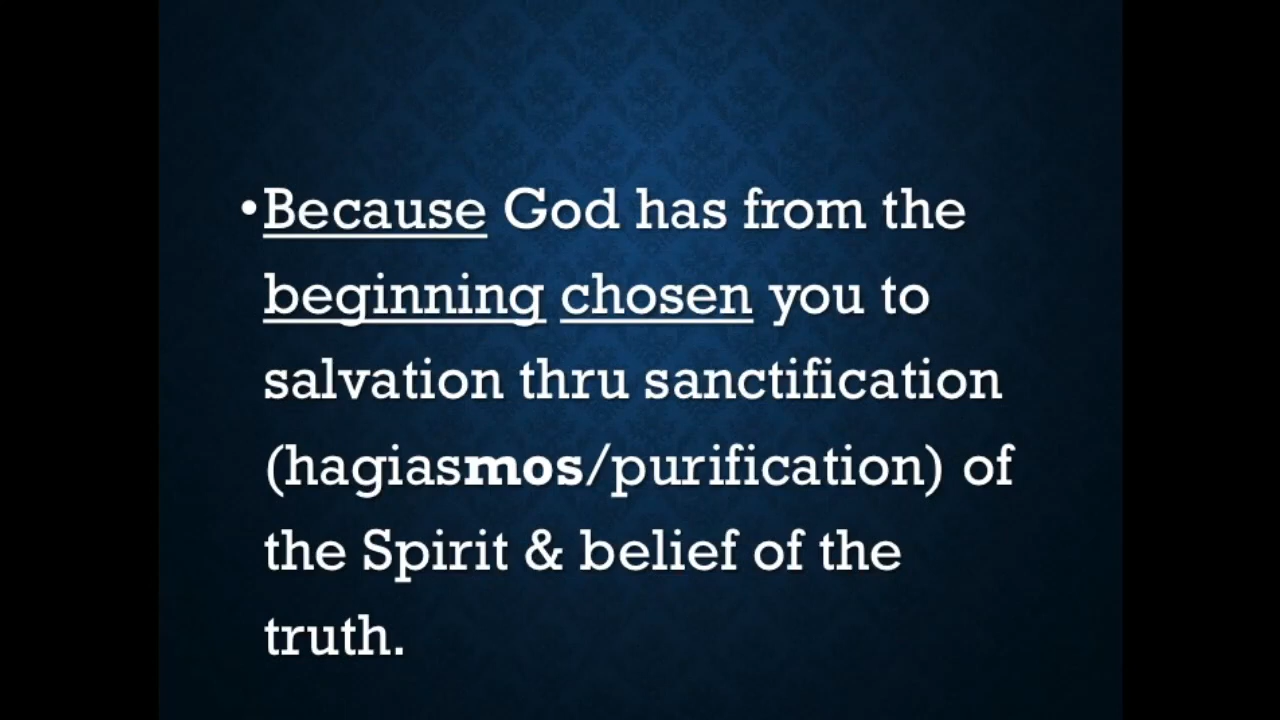 •Because God has from the
beginning chosen you to
salvation thru sanctification
(hagiasmos/purification) of
the Spirit & belief of the
truth.